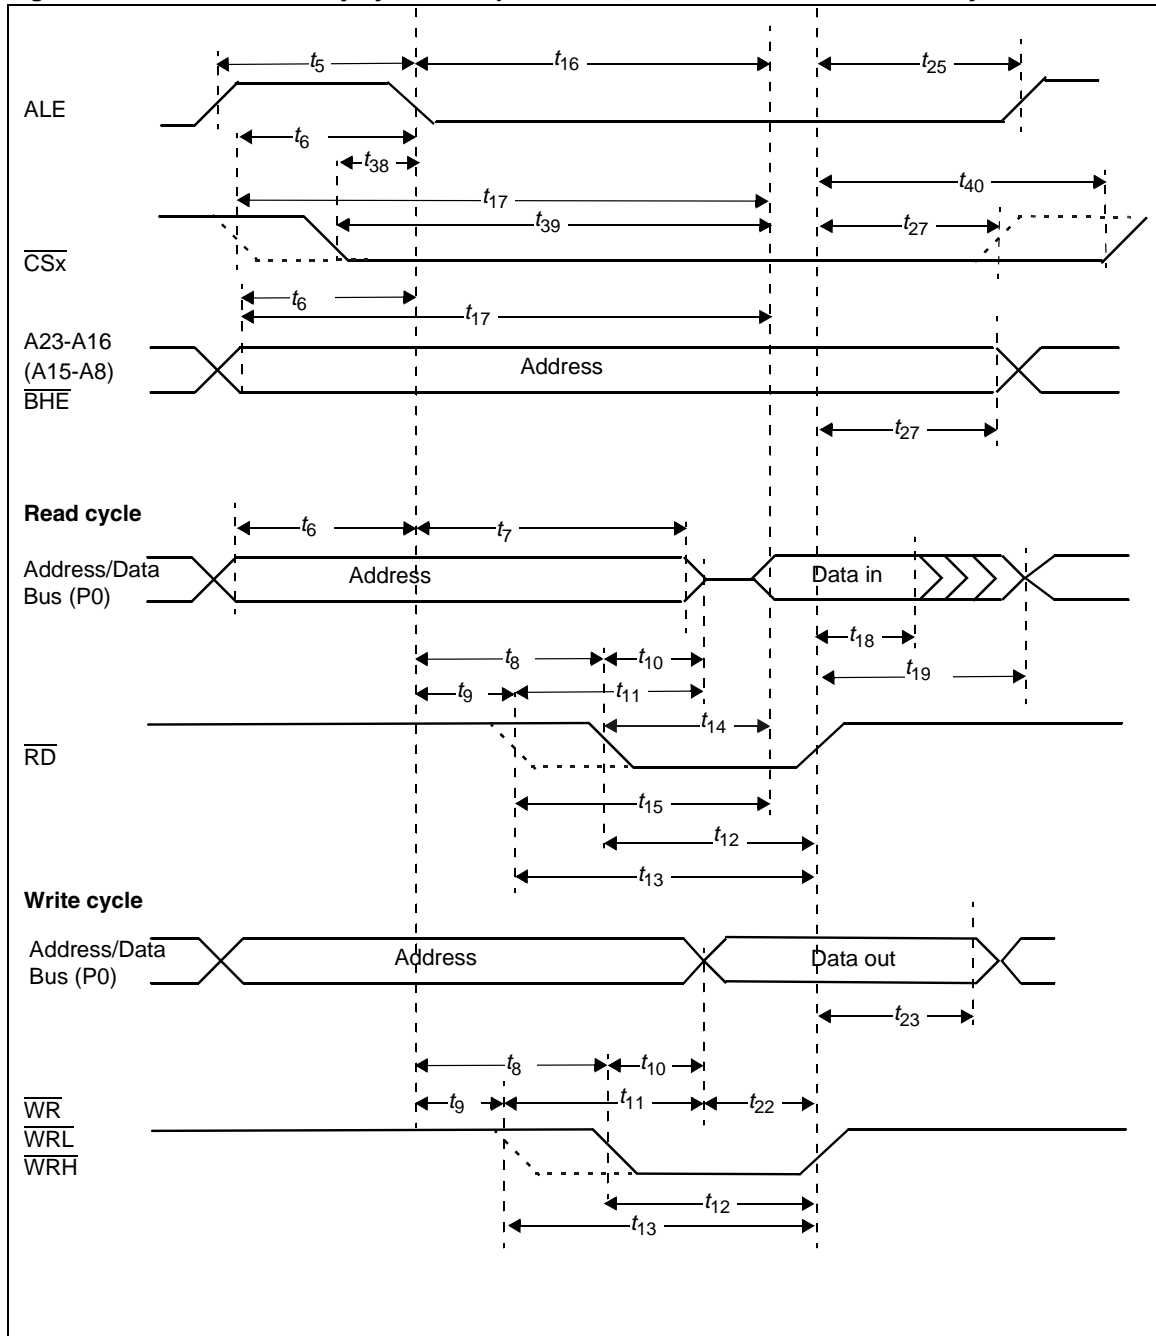 t5
t16
t25
ALE
t6
t38
t40
t17
t39
t27
CSx
t6
t17
A23-A16
(A15-A8)
BHE
Address
t27
Read cycle
t6
t7
Address/Data
Bus (P0)
Address
Data in
t18
t8
t10
t19
t9
t11
t14
RD
t15
t12
t13
Write cycle
Address/Data
Bus (P0)
Address
Data out
t23
t8
t10
t9
t11
t22
WR
WRL
WRH
t12
t13